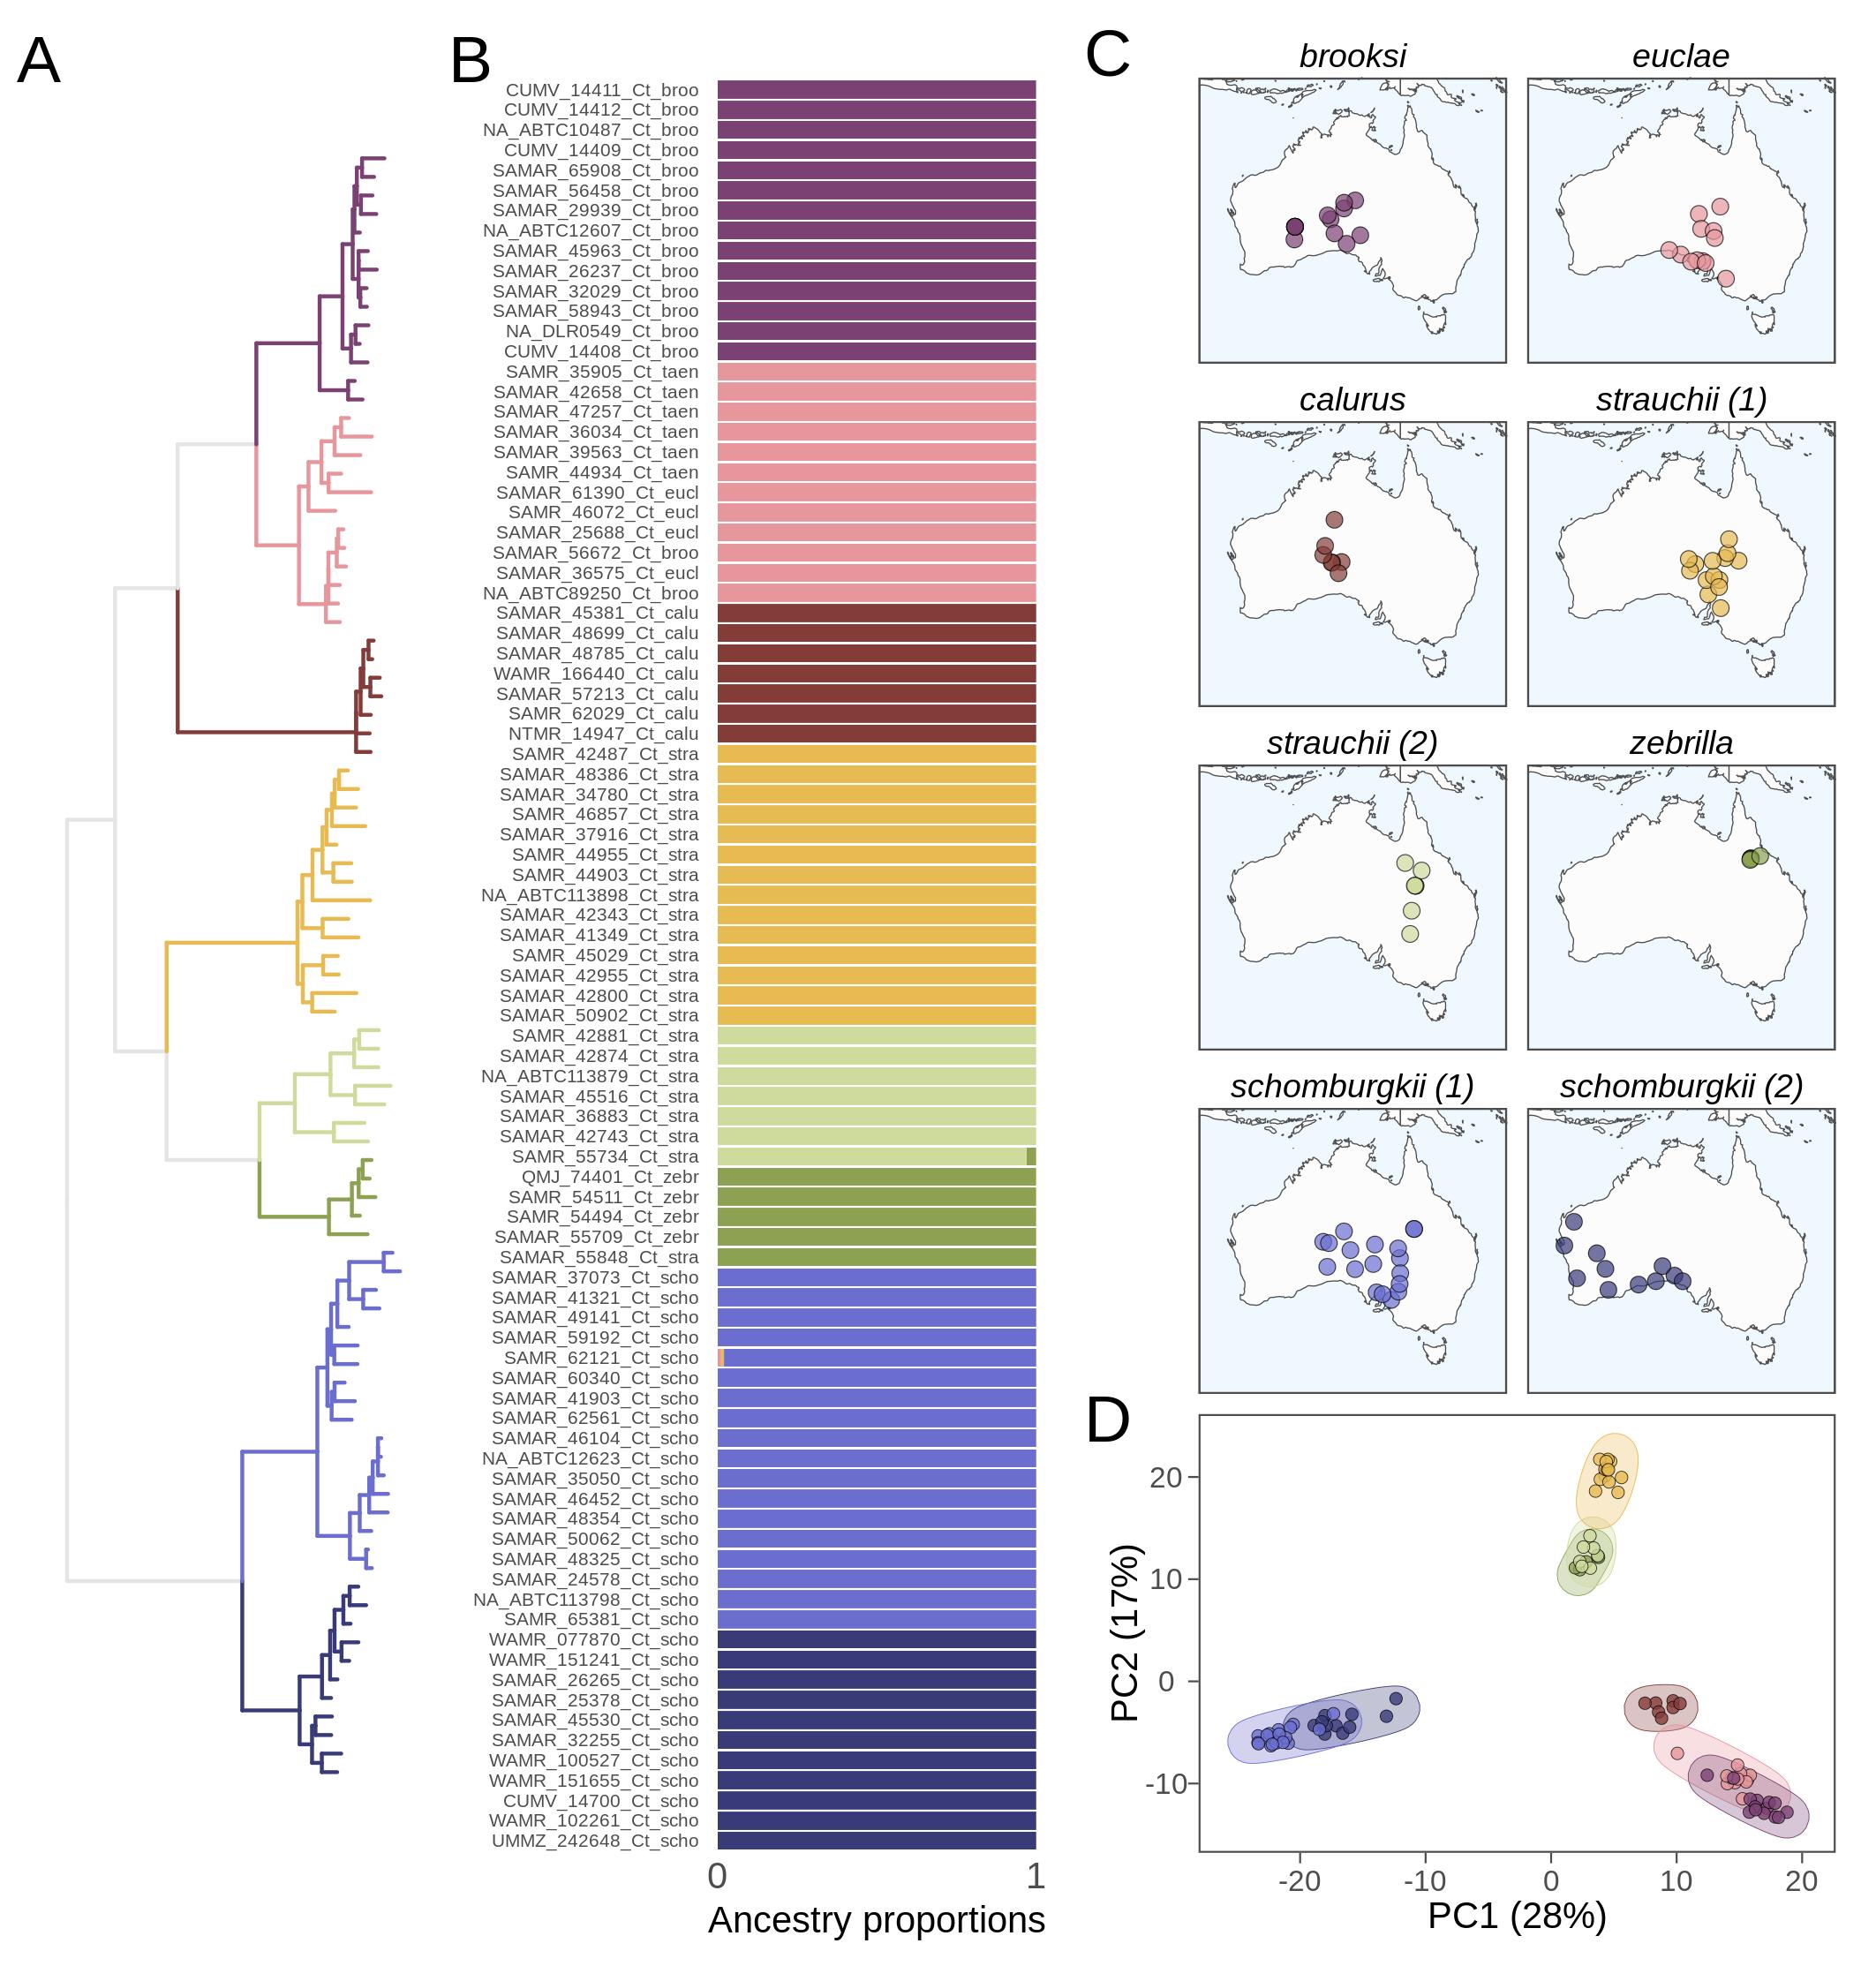 A
B
CUMV_14411_Ct_broo
CUMV_14412_Ct_broo
NA_ABTC10487_Ct_broo
CUMV_14409_Ct_broo
SAMAR_65908_Ct_broo
SAMAR_56458_Ct_broo
SAMAR_29939_Ct_broo
NA_ABTC12607_Ct_broo
SAMAR_45963_Ct_broo
SAMAR_26237_Ct_broo
SAMAR_32029_Ct_broo
SAMAR_58943_Ct_broo
NA_DLR0549_Ct_broo
CUMV_14408_Ct_broo
SAMR_35905_Ct_taen
SAMAR_42658_Ct_taen
SAMAR_47257_Ct_taen
SAMAR_36034_Ct_taen
SAMAR_39563_Ct_taen
SAMR_44934_Ct_taen
SAMAR_61390_Ct_eucl
SAMR_46072_Ct_eucl
SAMAR_25688_Ct_eucl
SAMAR_56672_Ct_broo
SAMAR_36575_Ct_eucl
NA_ABTC89250_Ct_broo
SAMAR_45381_Ct_calu
SAMAR_48699_Ct_calu
SAMAR_48785_Ct_calu
WAMR_166440_Ct_calu
SAMAR_57213_Ct_calu
SAMR_62029_Ct_calu
NTMR_14947_Ct_calu
SAMR_42487_Ct_stra
SAMAR_48386_Ct_stra
SAMAR_34780_Ct_stra
SAMR_46857_Ct_stra
SAMAR_37916_Ct_stra
SAMR_44955_Ct_stra
SAMR_44903_Ct_stra
NA_ABTC113898_Ct_stra
SAMAR_42343_Ct_stra
SAMAR_41349_Ct_stra
SAMR_45029_Ct_stra
SAMAR_42955_Ct_stra
SAMAR_42800_Ct_stra
SAMAR_50902_Ct_stra
SAMR_42881_Ct_stra
SAMAR_42874_Ct_stra
NA_ABTC113879_Ct_stra
SAMAR_45516_Ct_stra
SAMAR_36883_Ct_stra
SAMAR_42743_Ct_stra
SAMR_55734_Ct_stra
QMJ_74401_Ct_zebr
SAMR_54511_Ct_zebr
SAMR_54494_Ct_zebr
SAMR_55709_Ct_zebr
SAMAR_55848_Ct_stra
SAMAR_37073_Ct_scho
SAMAR_41321_Ct_scho
SAMAR_49141_Ct_scho
SAMAR_59192_Ct_scho
SAMR_62121_Ct_scho
SAMAR_60340_Ct_scho
SAMAR_41903_Ct_scho
SAMAR_62561_Ct_scho
SAMAR_46104_Ct_scho
NA_ABTC12623_Ct_scho
SAMAR_35050_Ct_scho
SAMAR_46452_Ct_scho
SAMAR_48354_Ct_scho
SAMAR_50062_Ct_scho
SAMAR_48325_Ct_scho
SAMAR_24578_Ct_scho
NA_ABTC113798_Ct_scho
SAMR_65381_Ct_scho
WAMR_077870_Ct_scho
WAMR_151241_Ct_scho
SAMAR_26265_Ct_scho
SAMAR_25378_Ct_scho
SAMAR_45530_Ct_scho
SAMAR_32255_Ct_scho
WAMR_100527_Ct_scho
WAMR_151655_Ct_scho
CUMV_14700_Ct_scho
WAMR_102261_Ct_scho
UMMZ_242648_Ct_scho
0 1
Ancestry proportions
C
brooksi
euclae
calurus
strauchii (1)
strauchii (2)
zebrilla
schomburgkii (1)
schomburgkii (2)
D
20
10
0
-10
PC2 (17%)
-20 -10 0 10 20
PC1 (28%)